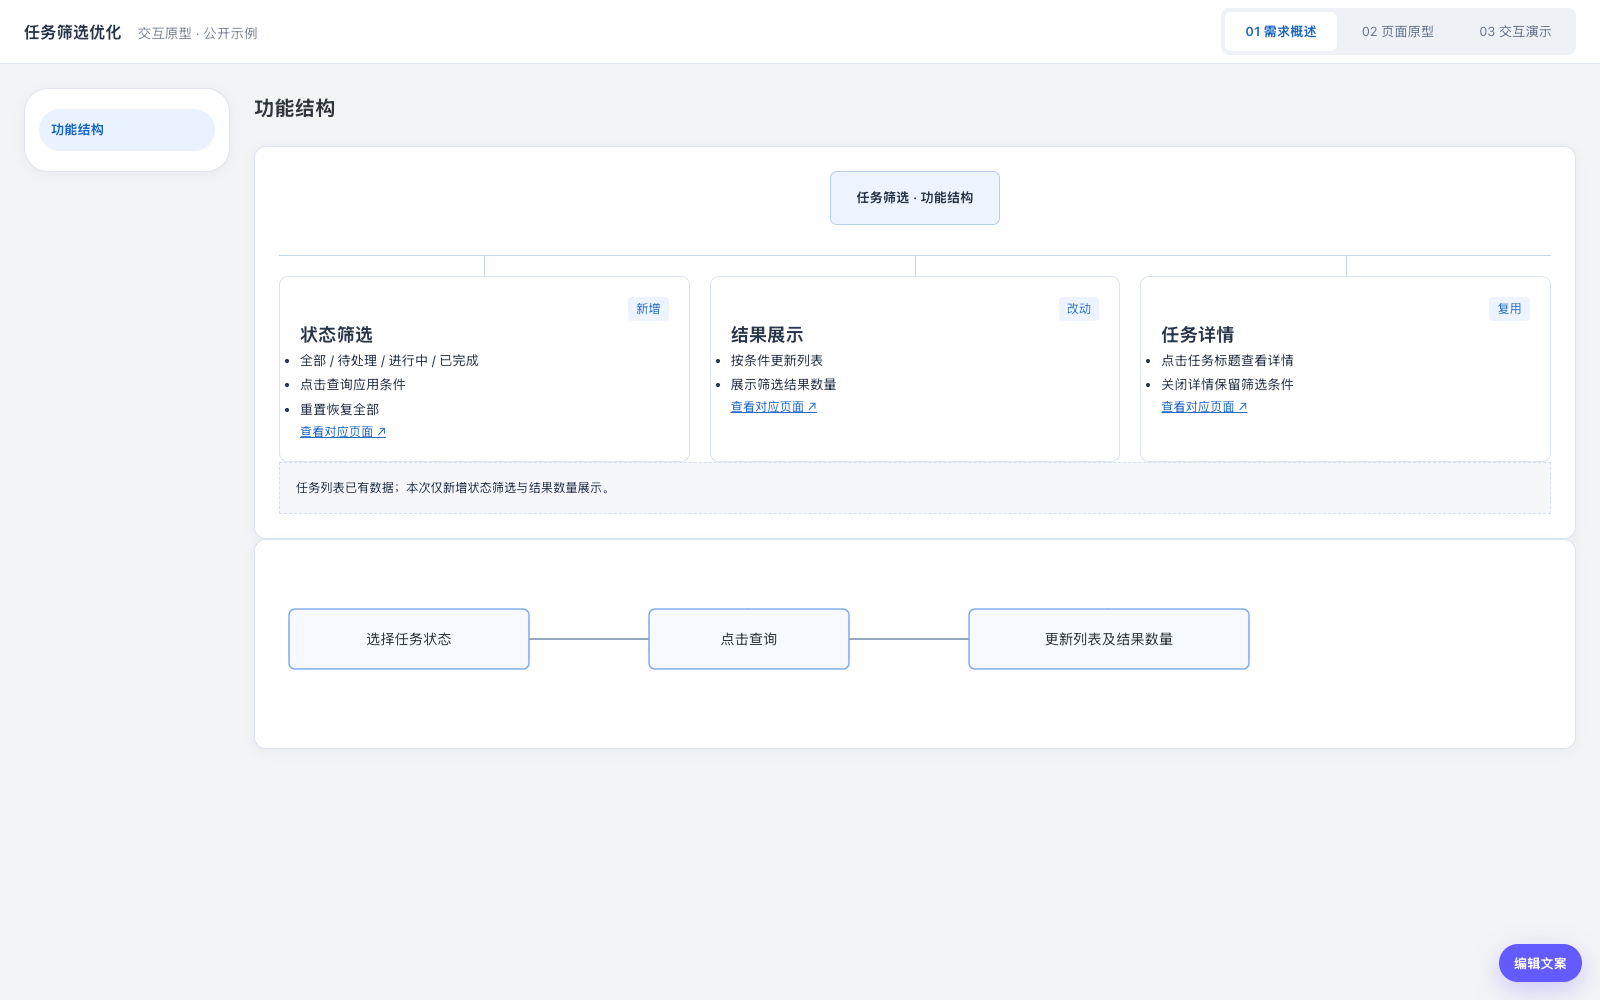 任务筛选优化 交互原型 · 公开示例
01 需求概述 02 页面原型 03 交互演示
功能结构
功能结构
任务筛选 · 功能结构
新增
状态筛选
• 全部 / 待处理 / 进行中 / 已完成
• 点击查询应用条件
• 重置恢复全部
查看对应页面 ↗
改动
结果展示
• 按条件更新列表
• 展示筛选结果数量
查看对应页面 ↗
复用
任务详情
• 点击任务标题查看详情
• 关闭详情保留筛选条件
查看对应页面 ↗
任务列表已有数据；本次仅新增状态筛选与结果数量展示。
选择任务状态
点击查询
更新列表及结果数量
编辑文案